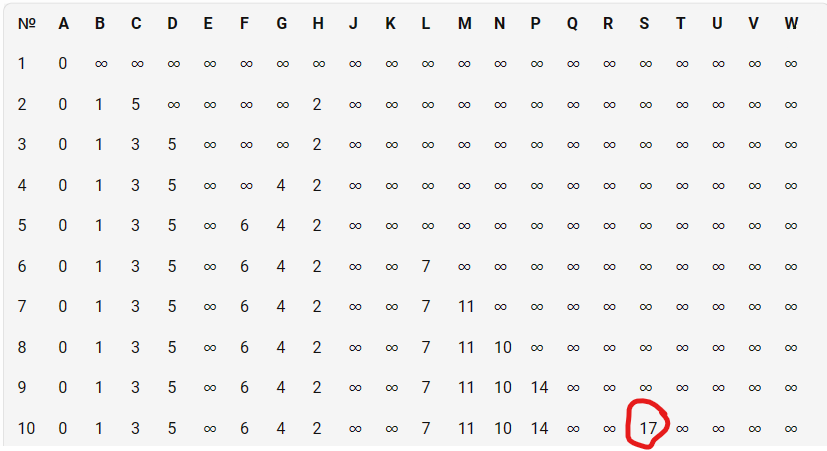 № A B C D E F G H J K L M N P Q R S T U V W
1 0 ∞ ∞ ∞ ∞ ∞ ∞ ∞ ∞ ∞ ∞ ∞ ∞ ∞ ∞ ∞ ∞ ∞ ∞ ∞ ∞
2 0 1 5 ∞ ∞ ∞ ∞ 2 ∞ ∞ ∞ ∞ ∞ ∞ ∞ ∞ ∞ ∞ ∞ ∞ ∞
3 0 1 3 5 ∞ ∞ ∞ 2 ∞ ∞ ∞ ∞ ∞ ∞ ∞ ∞ ∞ ∞ ∞ ∞ ∞
4 0 1 3 5 ∞ ∞ 4 2 ∞ ∞ ∞ ∞ ∞ ∞ ∞ ∞ ∞ ∞ ∞ ∞ ∞
5 0 1 3 5 ∞ 6 4 2 ∞ ∞ ∞ ∞ ∞ ∞ ∞ ∞ ∞ ∞ ∞ ∞ ∞
6 0 1 3 5 ∞ 6 4 2 ∞ ∞ 7 ∞ ∞ ∞ ∞ ∞ ∞ ∞ ∞ ∞ ∞
7 0 1 3 5 ∞ 6 4 2 ∞ ∞ 7 11 ∞ ∞ ∞ ∞ ∞ ∞ ∞ ∞ ∞
8 0 1 3 5 ∞ 6 4 2 ∞ ∞ 7 11 10 ∞ ∞ ∞ ∞ ∞ ∞ ∞ ∞
9 0 1 3 5 ∞ 6 4 2 ∞ ∞ 7 11 10 14 ∞ ∞ ∞ ∞ ∞ ∞ ∞
10 0 1 3 5 ∞ 6 4 2 ∞ ∞ 7 11 10 14 ∞ ∞ 17 ∞ ∞ ∞ ∞